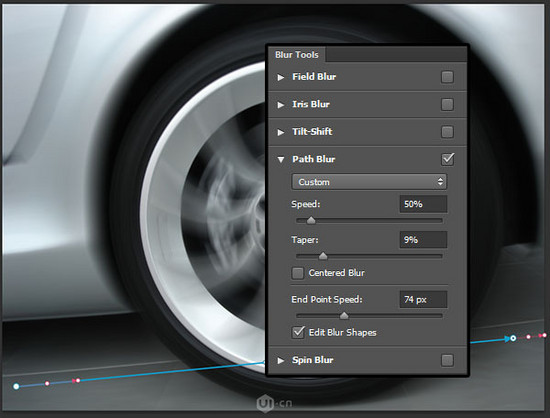 Blur Tools
Field Blur
Iris Blur
Tilt-Shift
Path Blur
Custom
Speed: 50%
Taper: 9%
Centered Blur
End Point Speed: 74 px
Edit Blur Shapes
Spin Blur
UI·cn